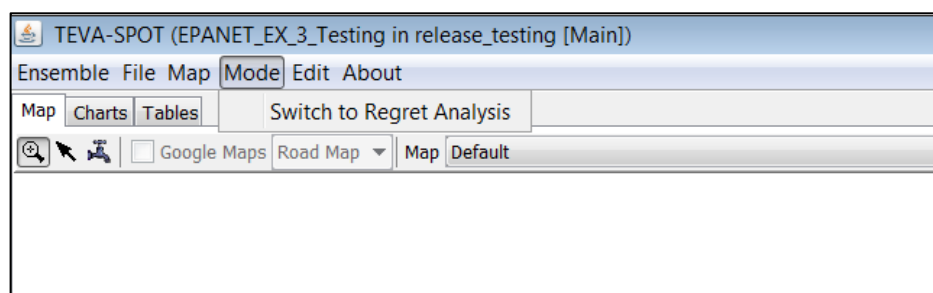 TEVA-SPOT (EPANET_EX_3_Testing in release_testing [Main])
Ensemble File Map Mode Edit About
Map Charts Tables Switch to Regret Analysis
Google Maps Road Map Map Default